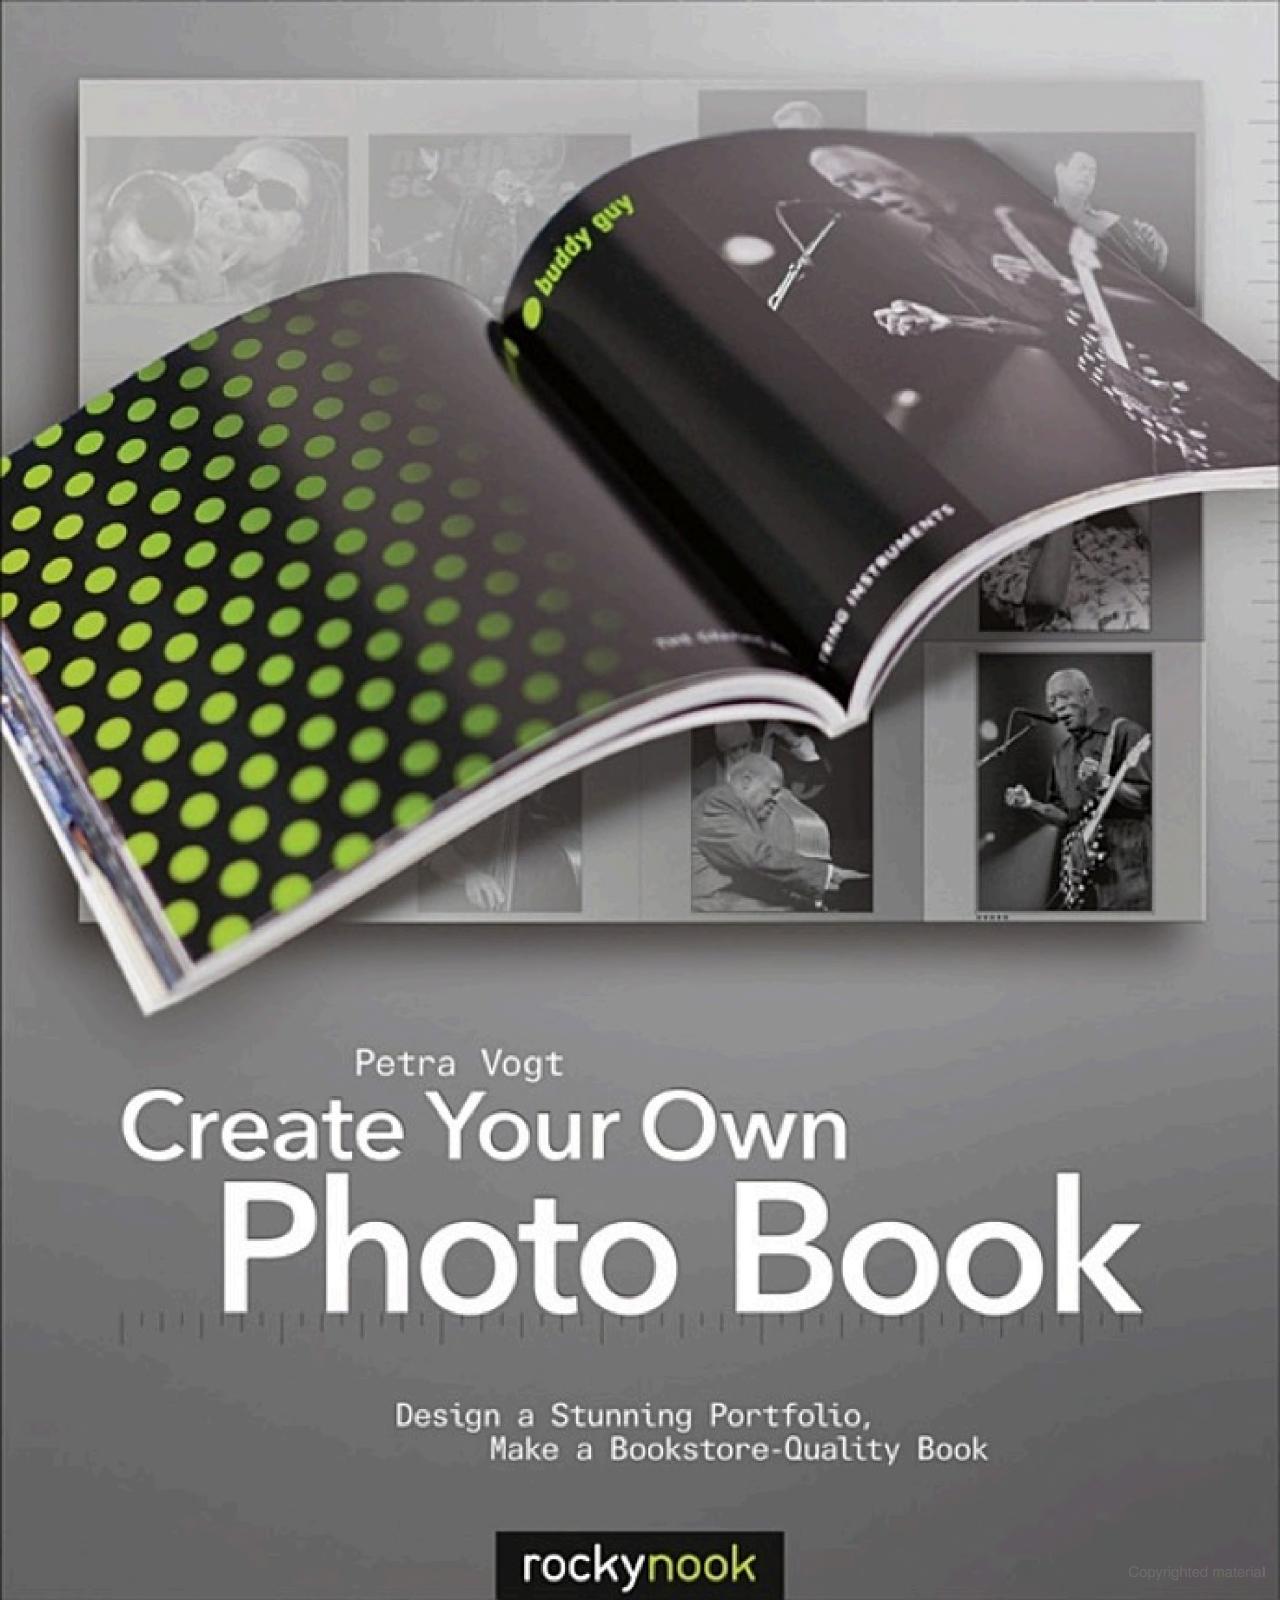 buddy guy
STRING INSTRUMENTS
Petra Vogt
Create Your Own
Photo Book
Design a Stunning Portfolio,
Make a Bookstore-Quality Book
rockynook
Copyrighted material